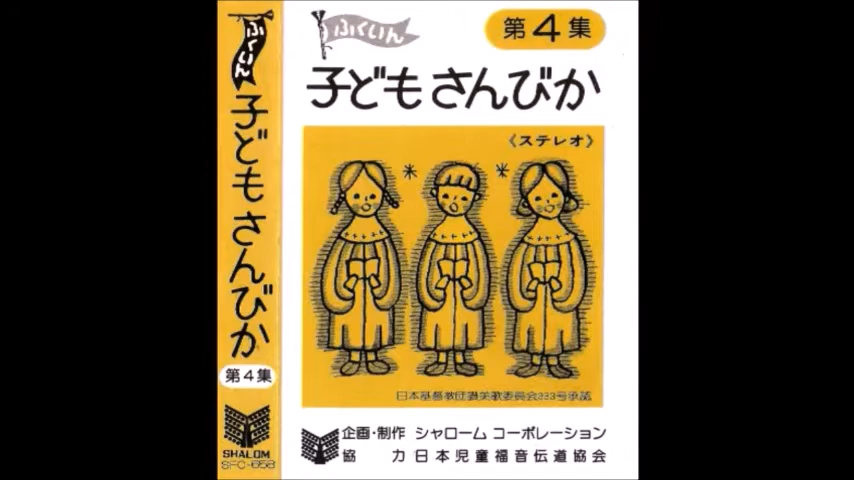 ふくいん
子どもさんびか
第4集
SHALOM
SFC-658
ふくいん
第4集
子どもさんびか
《ステレオ》
日本基督教団讃美歌委員会233号承認
企画・制作 シャローム コーポレーション
協 力 日本児童福音伝道協会